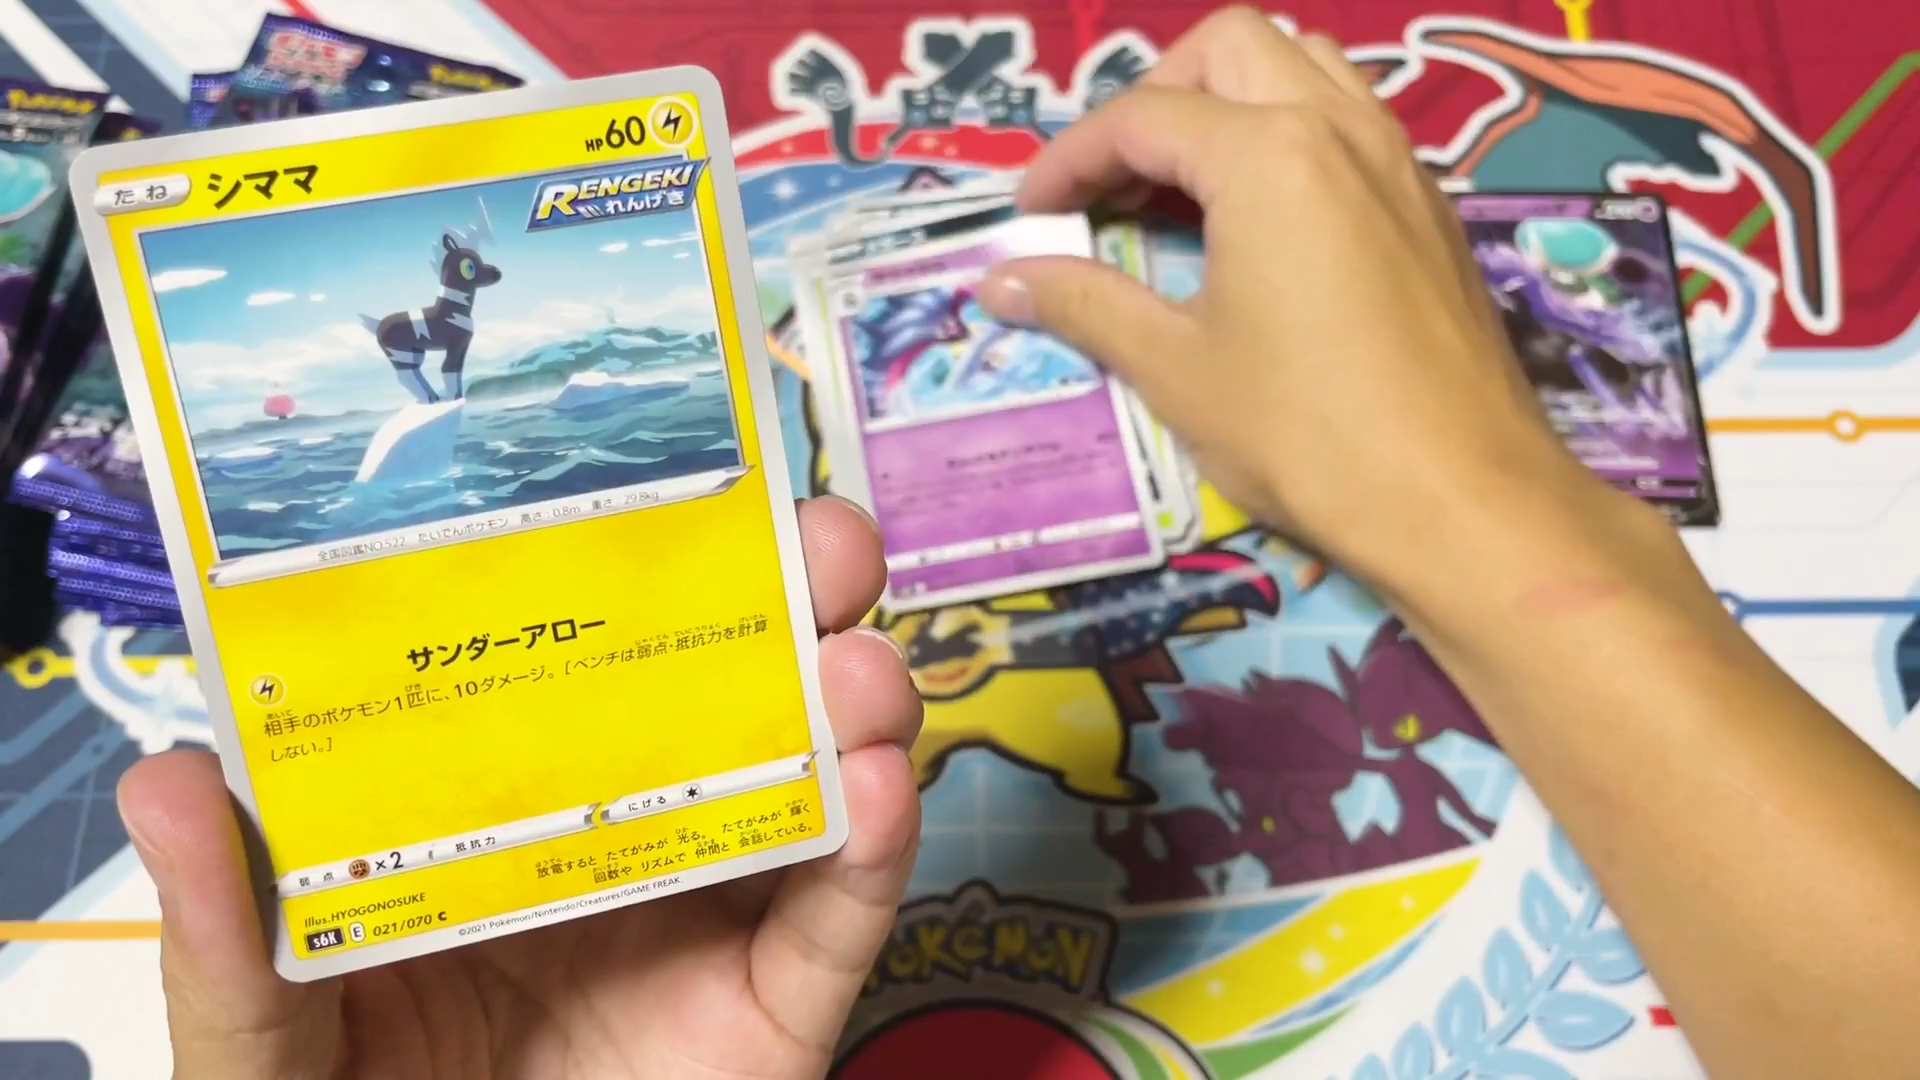 たね シママ HP60
RENGEKI
れんげき
全国図鑑NO.522 たいでんポケモン 高さ:0.8m 重さ:29.8kg
サンダーアロー
相手のポケモン1匹に、10ダメージ。[ベンチは弱点・抵抗力を計算
しない。]
弱点 ×2 抵抗力 にげる
放電すると たてがみが 光る。 たてがみが 輝く
回数や リズムで 仲間と 会話している。
Illus.HYOGONOSUKE
s6K E 021/070 C ©2021 Pokémon/Nintendo/Creatures/GAME FREAK.
POKÉMON